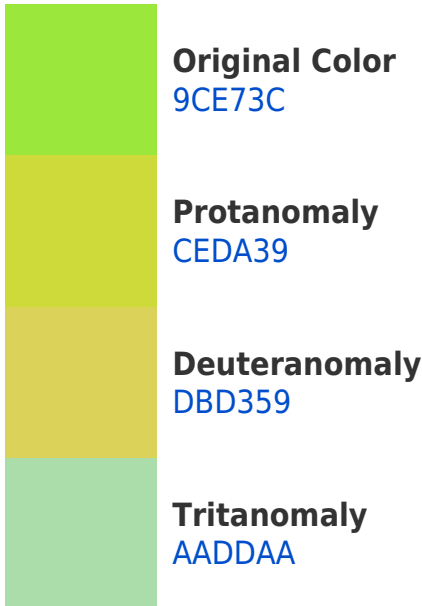 Original Color
9CE73C
Protanomaly
CEDA39
Deuteranomaly
DBD359
Tritanomaly
AADDAA